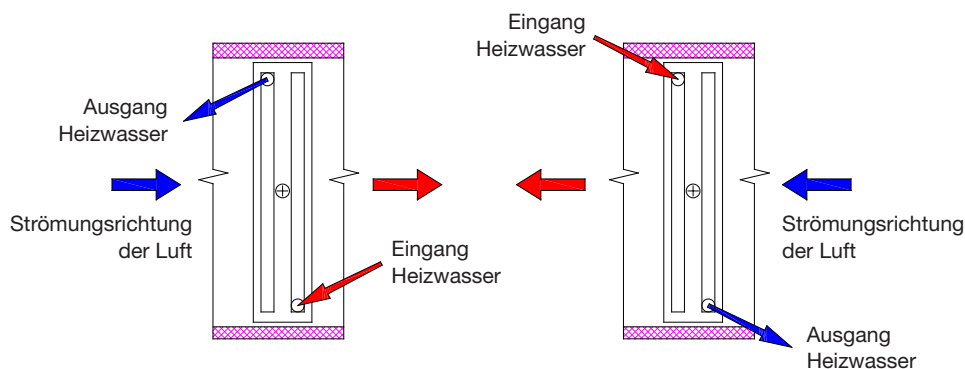 Ausgang
Heizwasser
Strömungsrichtung
der Luft
Eingang
Heizwasser
Eingang
Heizwasser
Strömungsrichtung
der Luft
Ausgang
Heizwasser